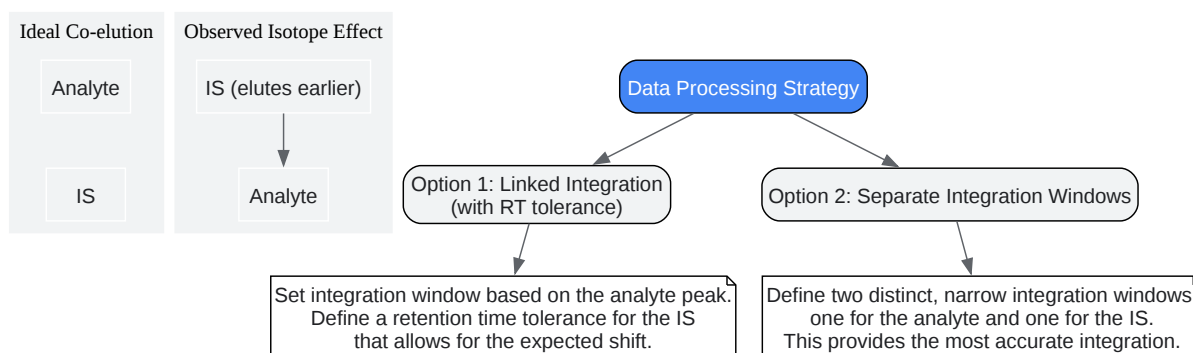 Ideal Co-elution
Analyte
IS
Observed Isotope Effect
IS (elutes earlier)
Analyte
Data Processing Strategy
Option 1: Linked Integration
(with RT tolerance)
Option 2: Separate Integration Windows
Set integration window based on the analyte peak.
Define a retention time tolerance for the IS
that allows for the expected shift.
Define two distinct, narrow integration windows
one for the analyte and one for the IS.
This provides the most accurate integration.